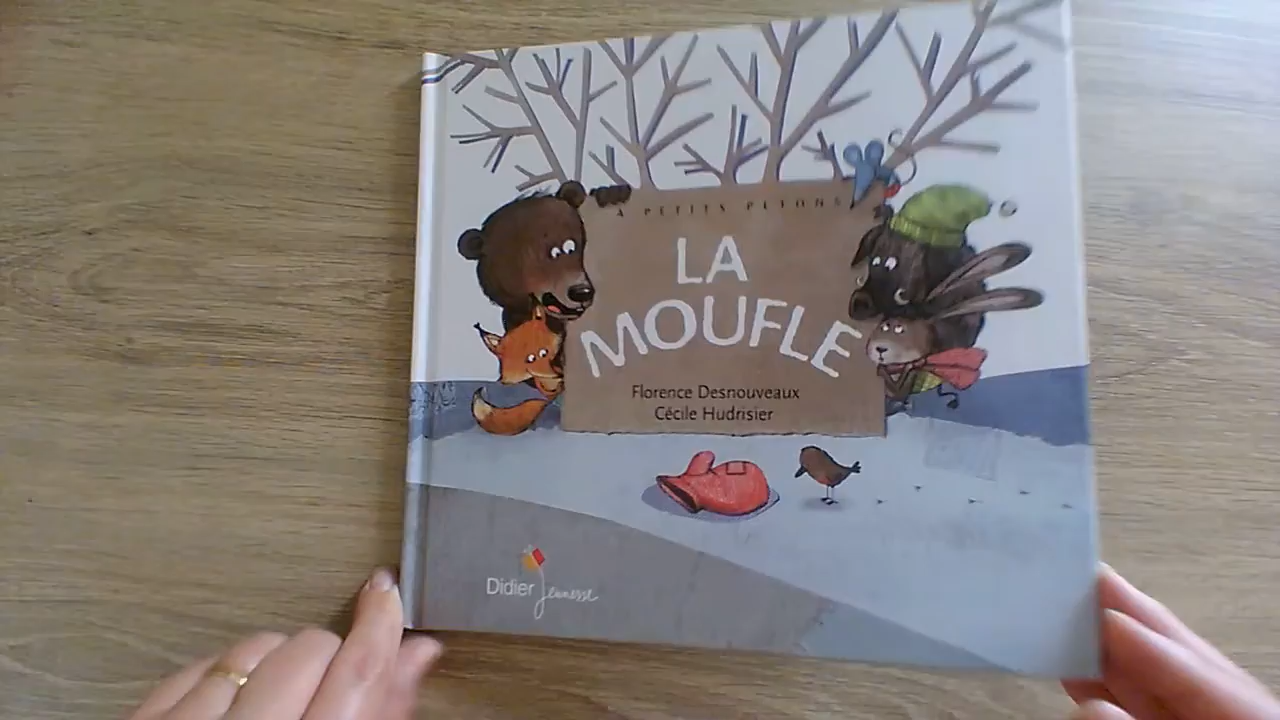 A PETITS PETONS
LA
MOUFLE
Florence Desnouveaux
Cécile Hudrisier
Didier Jeunesse